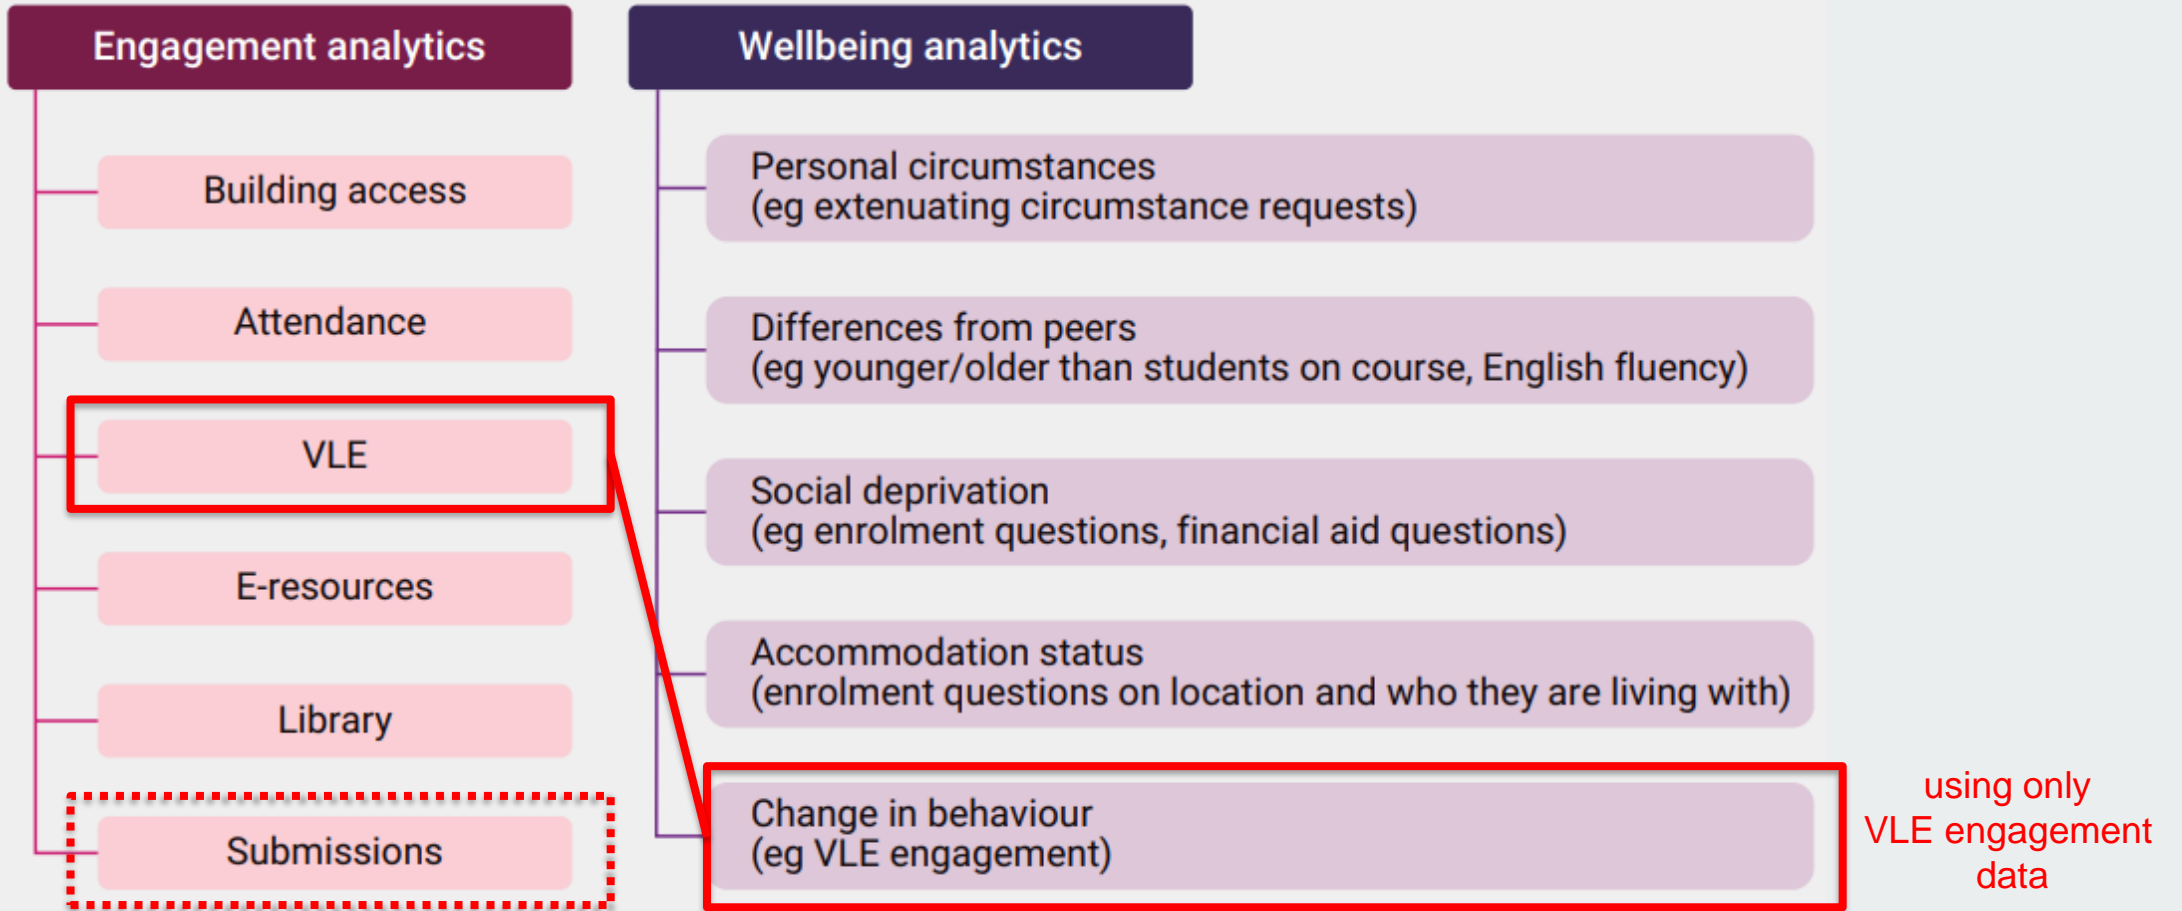 Engagement analytics
Building access
Attendance
VLE
E-resources
Library
Submissions
Wellbeing analytics
Personal circumstances
(eg extenuating circumstance requests)
Differences from peers
(eg younger/older than students on course, English fluency)
Social deprivation
(eg enrolment questions, financial aid questions)
Accommodation status
(enrolment questions on location and who they are living with)
Change in behaviour
(eg VLE engagement)
using only
VLE engagement
data